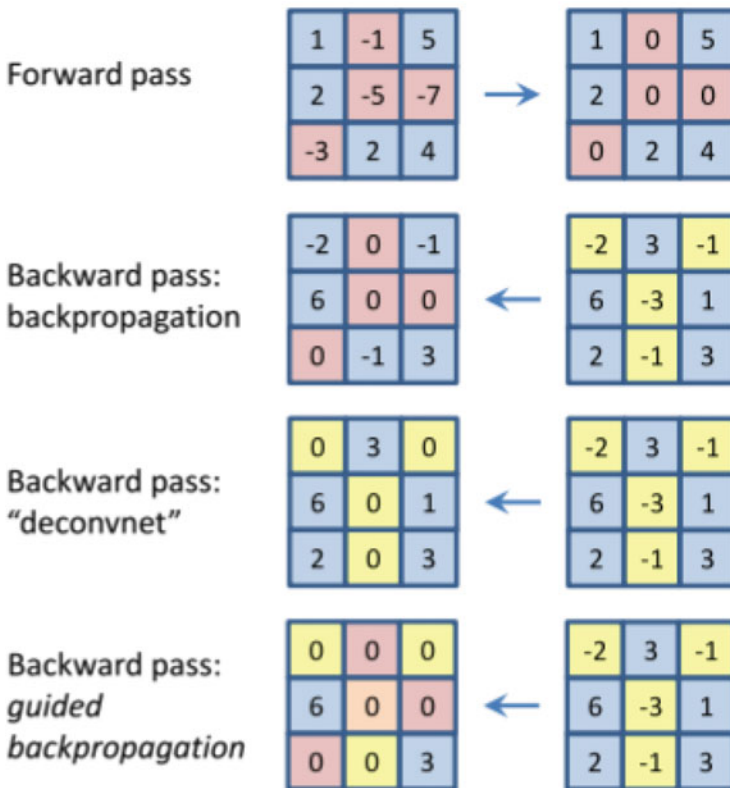 Forward pass
1 -1 5
2 -5 -7
-3 2 4
1 0 5
2 0 0
0 2 4
Backward pass:
backpropagation
-2 0 -1
6 0 0
0 -1 3
-2 3 -1
6 -3 1
2 -1 3
Backward pass:
“deconvnet”
0 3 0
6 0 1
2 0 3
-2 3 -1
6 -3 1
2 -1 3
Backward pass:
guided
backpropagation
0 0 0
6 0 0
0 0 3
-2 3 -1
6 -3 1
2 -1 3